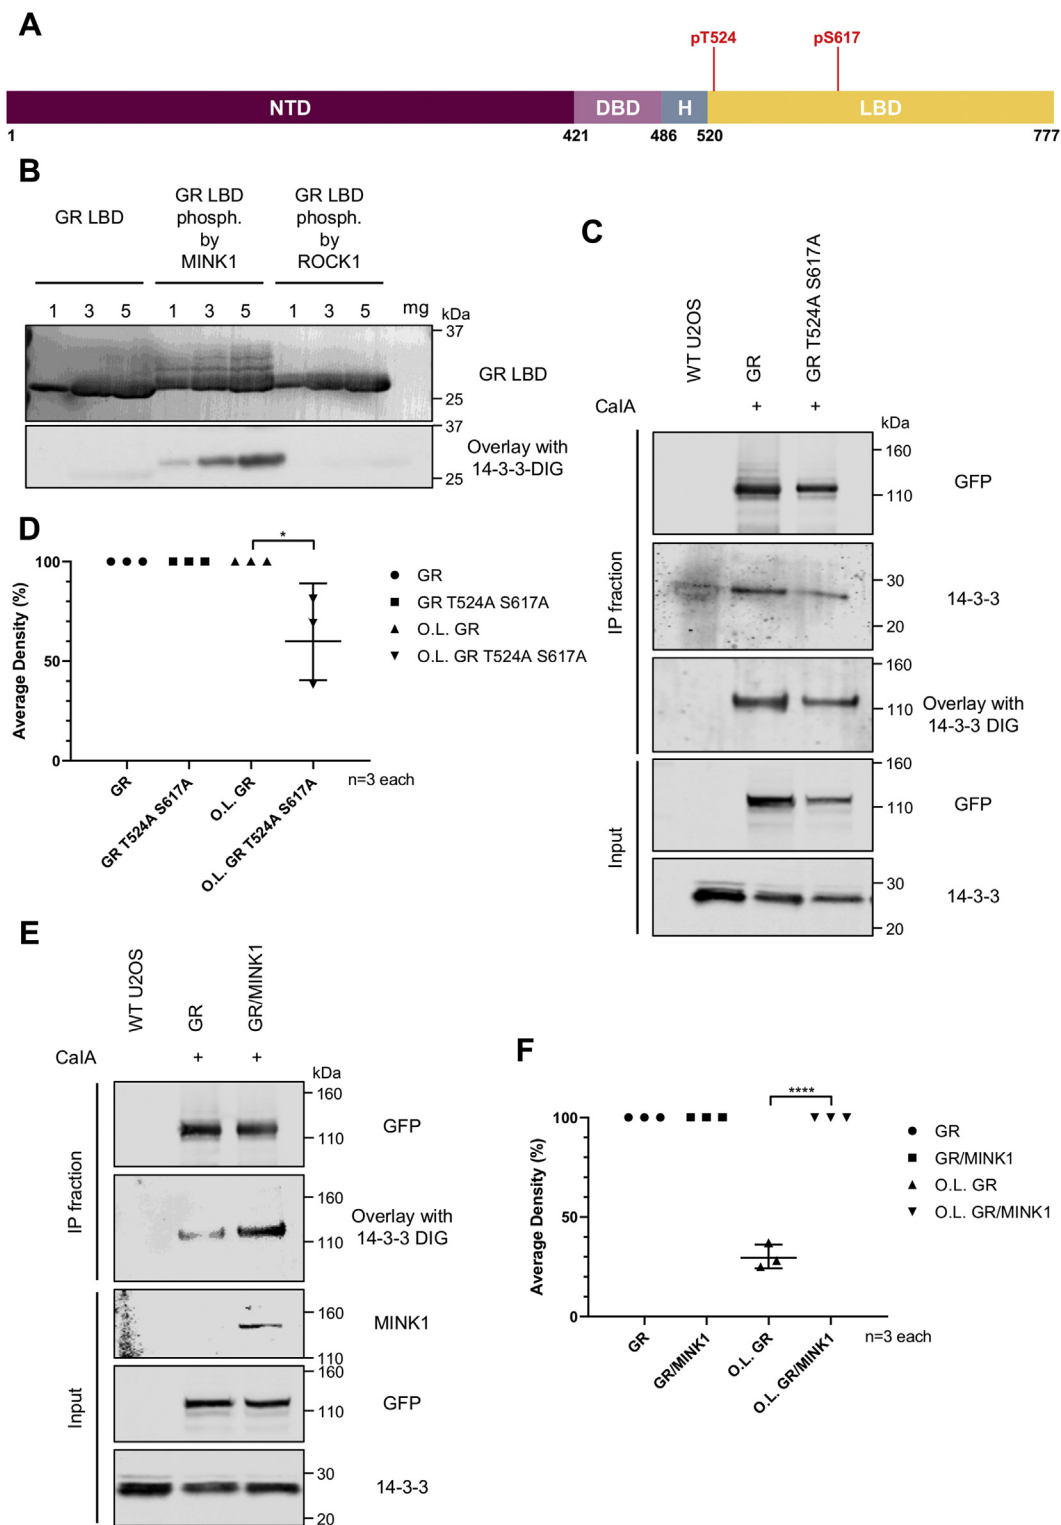 A
pT524 pS617
NTD DBD H LBD
1 421 486 520 777
B
GR LBD
GR LBD
phosph.
by
MINK1
GR LBD
phosph.
by
ROCK1
1 3 5 1 3 5 1 3 5 mg kDa
37
GR LBD
25
37
Overlay with
14-3-3-DIG
25
C
WT U2OS
GR
GR T524A S617A
CalA + +
kDa
IP fraction
160
GFP
110
30
14-3-3
20
160
110
Overlay with
14-3-3 DIG
Input
160
GFP
110
30
14-3-3
20
D
Average Density (%)
100
50
0
*
GR
GR T524A S617A
O.L. GR
O.L. GR T524A S617A
GR
GR T524A S617A
O.L. GR
O.L. GR T524A S617A
n=3 each
E
WT U2OS
GR
GR/MINK1
CalA + +
kDa
IP fraction
160
GFP
110
160
Overlay with
14-3-3 DIG
110
Input
160
MINK1
110
160
GFP
110
30
14-3-3
20
F
Average Density (%)
100
50
0
****
GR
GR/MINK1
O.L. GR
O.L. GR/MINK1
GR
GR/MINK1
O.L. GR
O.L. GR/MINK1
n=3 each